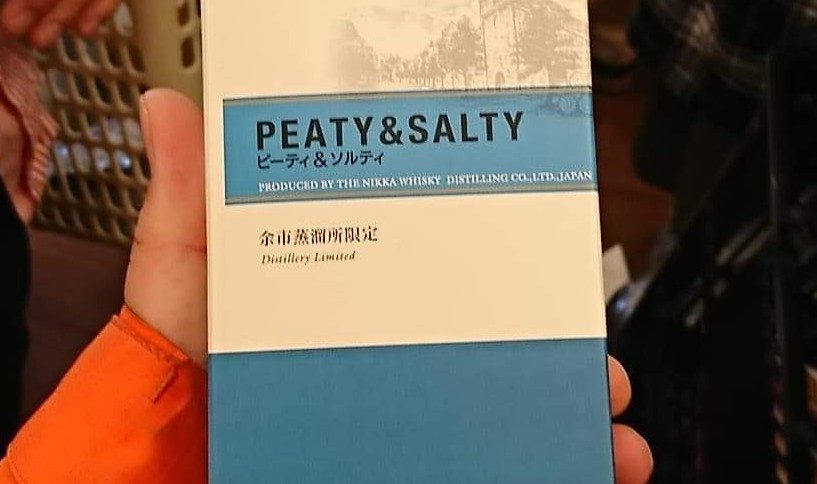 PEATY&SALTY
ピーティ&ソルティ
PRODUCED BY THE NIKKA WHISKY DISTILLING CO.,LTD.,JAPAN
余市蒸溜所限定
Distillery Limited